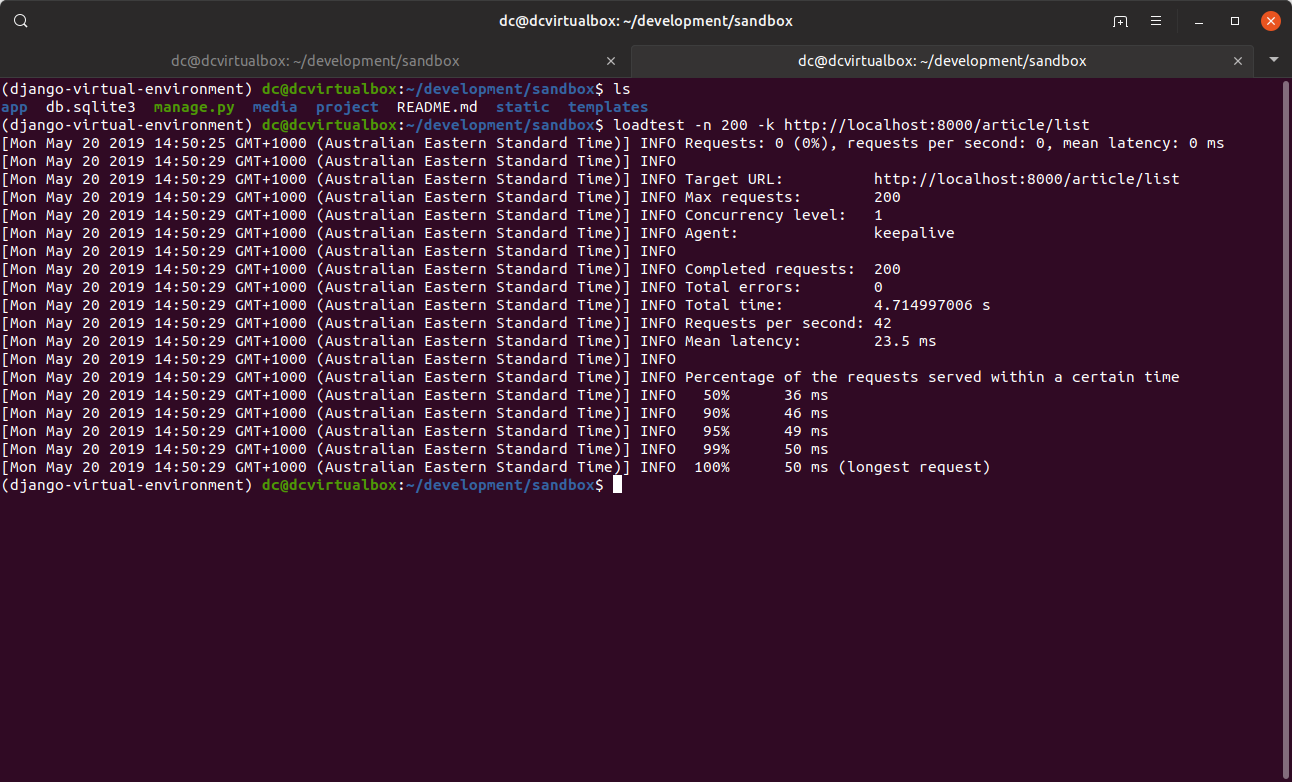 dc@dcvirtualbox: ~/development/sandbox
dc@dcvirtualbox: ~/development/sandbox
dc@dcvirtualbox: ~/development/sandbox
(django-virtual-environment) dc@dcvirtualbox:~/development/sandbox$ ls
app  db.sqlite3  manage.py  media  project  README.md  static  templates
(django-virtual-environment) dc@dcvirtualbox:~/development/sandbox$ loadtest -n 200 -k http://localhost:8000/article/list
[Mon May 20 2019 14:50:25 GMT+1000 (Australian Eastern Standard Time)] INFO Requests: 0 (0%), requests per second: 0, mean latency: 0 ms
[Mon May 20 2019 14:50:29 GMT+1000 (Australian Eastern Standard Time)] INFO
[Mon May 20 2019 14:50:29 GMT+1000 (Australian Eastern Standard Time)] INFO Target URL:          http://localhost:8000/article/list
[Mon May 20 2019 14:50:29 GMT+1000 (Australian Eastern Standard Time)] INFO Max requests:        200
[Mon May 20 2019 14:50:29 GMT+1000 (Australian Eastern Standard Time)] INFO Concurrency level:   1
[Mon May 20 2019 14:50:29 GMT+1000 (Australian Eastern Standard Time)] INFO Agent:               keepalive
[Mon May 20 2019 14:50:29 GMT+1000 (Australian Eastern Standard Time)] INFO
[Mon May 20 2019 14:50:29 GMT+1000 (Australian Eastern Standard Time)] INFO Completed requests:  200
[Mon May 20 2019 14:50:29 GMT+1000 (Australian Eastern Standard Time)] INFO Total errors:        0
[Mon May 20 2019 14:50:29 GMT+1000 (Australian Eastern Standard Time)] INFO Total time:          4.714997006 s
[Mon May 20 2019 14:50:29 GMT+1000 (Australian Eastern Standard Time)] INFO Requests per second: 42
[Mon May 20 2019 14:50:29 GMT+1000 (Australian Eastern Standard Time)] INFO Mean latency:        23.5 ms
[Mon May 20 2019 14:50:29 GMT+1000 (Australian Eastern Standard Time)] INFO
[Mon May 20 2019 14:50:29 GMT+1000 (Australian Eastern Standard Time)] INFO Percentage of the requests served within a certain time
[Mon May 20 2019 14:50:29 GMT+1000 (Australian Eastern Standard Time)] INFO   50%      36 ms
[Mon May 20 2019 14:50:29 GMT+1000 (Australian Eastern Standard Time)] INFO   90%      46 ms
[Mon May 20 2019 14:50:29 GMT+1000 (Australian Eastern Standard Time)] INFO   95%      49 ms
[Mon May 20 2019 14:50:29 GMT+1000 (Australian Eastern Standard Time)] INFO   99%      50 ms
[Mon May 20 2019 14:50:29 GMT+1000 (Australian Eastern Standard Time)] INFO  100%      50 ms (longest request)
(django-virtual-environment) dc@dcvirtualbox:~/development/sandbox$